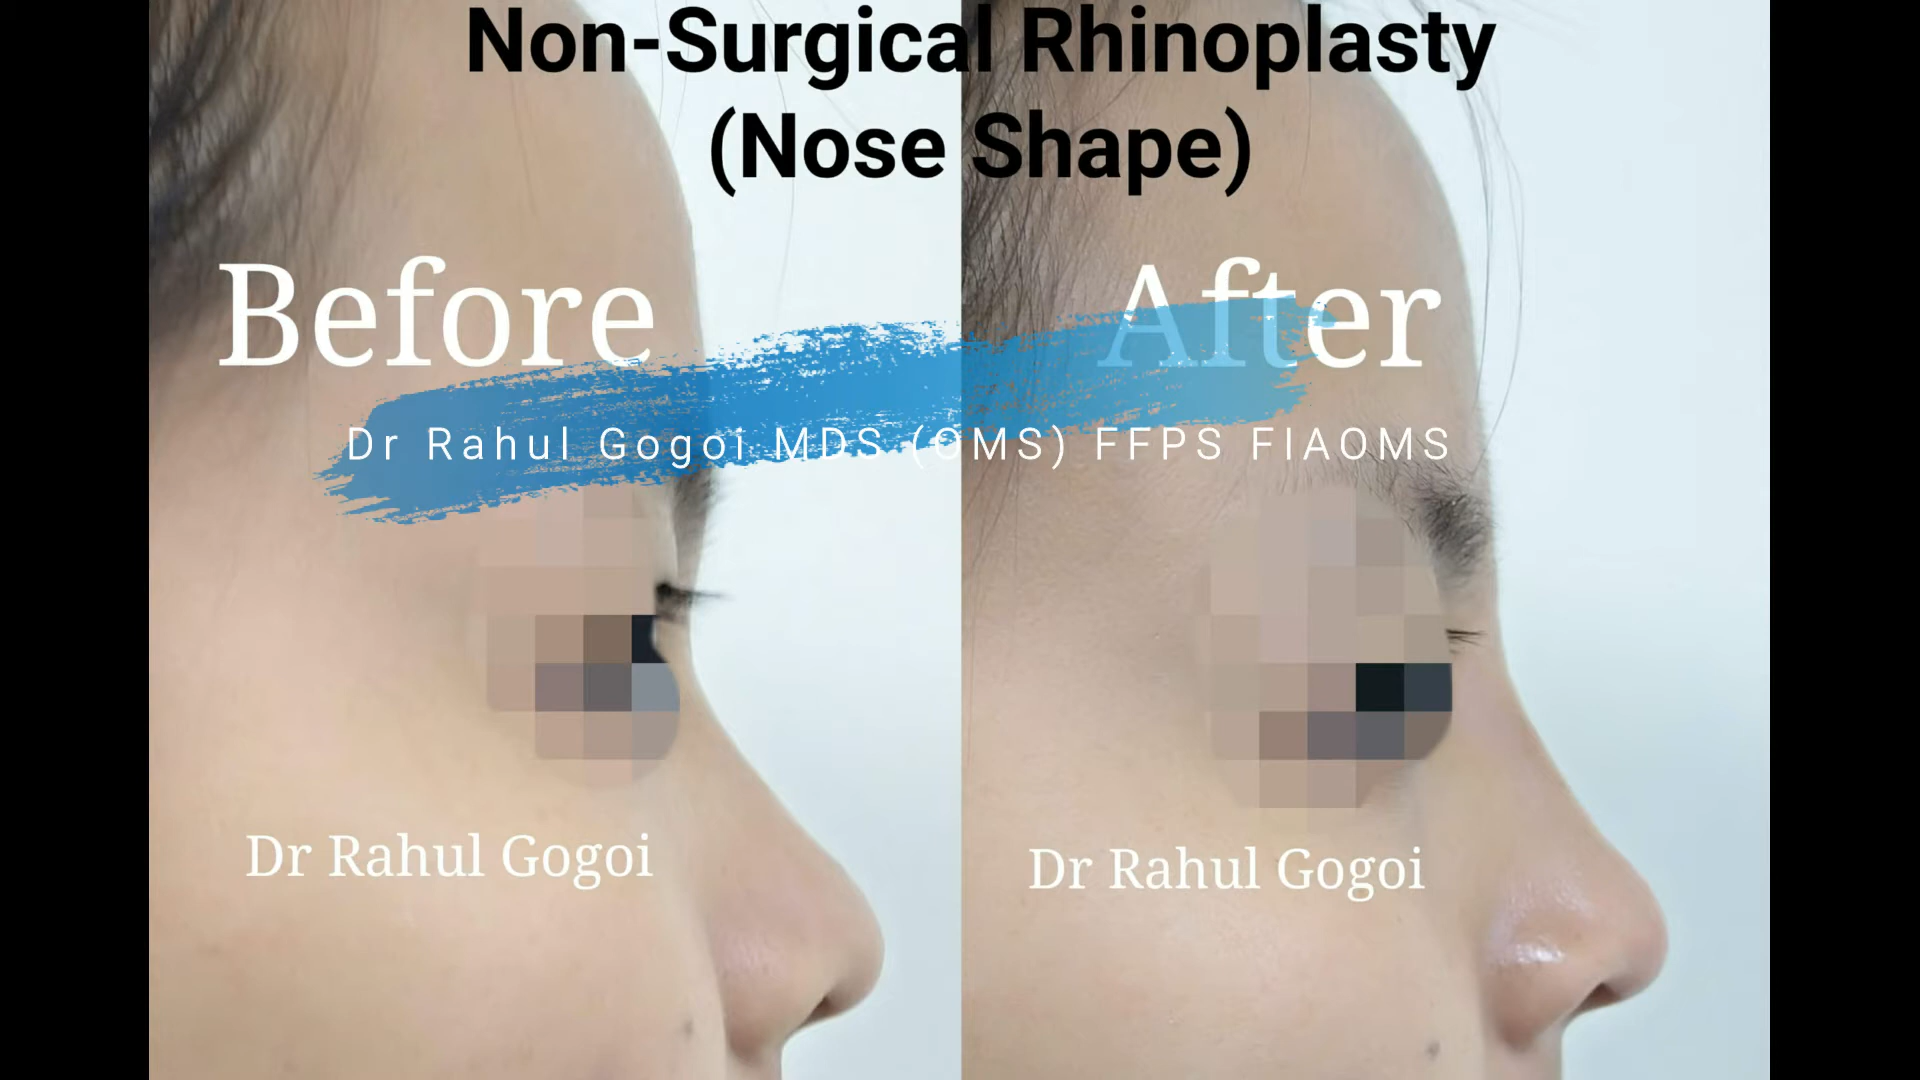 Non-Surgical Rhinoplasty
(Nose Shape)
Before
After
Dr Rahul Gogoi MDS (OMS) FFPS FIAOMS
Dr Rahul Gogoi
Dr Rahul Gogoi